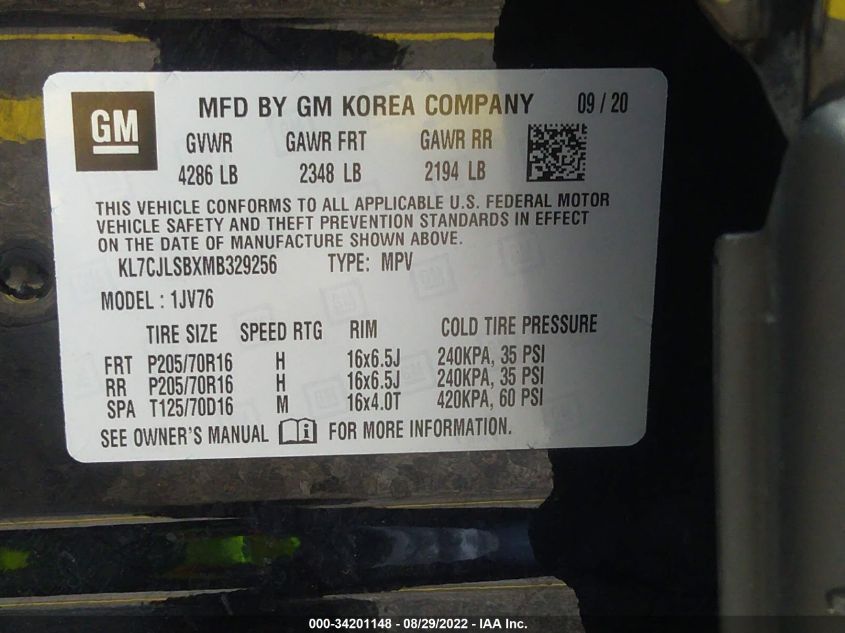 GM
MFD BY GM KOREA COMPANY 09 / 20
GVWR GAWR FRT GAWR RR
4286 LB 2348 LB 2194 LB
THIS VEHICLE CONFORMS TO ALL APPLICABLE U.S. FEDERAL MOTOR
VEHICLE SAFETY AND THEFT PREVENTION STANDARDS IN EFFECT
ON THE DATE OF MANUFACTURE SHOWN ABOVE.
KL7CJLSBXMB329256 TYPE: MPV
MODEL : 1JV76
TIRE SIZE SPEED RTG RIM COLD TIRE PRESSURE
FRT P205/70R16 H 16x6.5J 240KPA, 35 PSI
RR P205/70R16 H 16x6.5J 240KPA, 35 PSI
SPA T125/70D16 M 16x4.0T 420KPA, 60 PSI
SEE OWNER'S MANUAL FOR MORE INFORMATION.
000-34201148 - 08/29/2022 - IAA Inc.